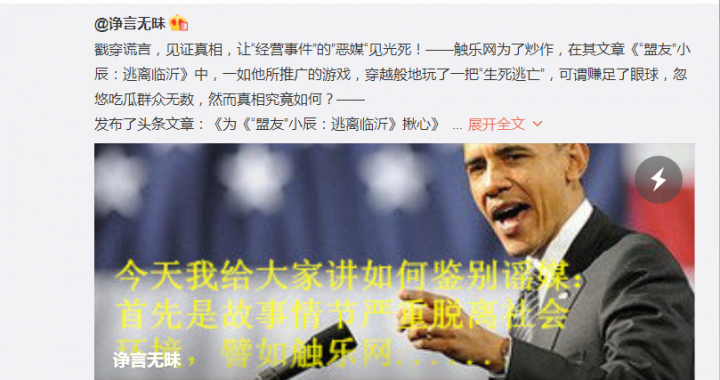 @诤言无昧
戳穿谎言，见证真相，让"经营事件"的"恶媒"见光死！——触乐网为了炒作，在其文章《“盟友”小
辰：逃离临沂》中，一如他所推广的游戏，穿越般地玩了一把“生死逃亡”，可谓赚足了眼球，忽
悠吃瓜群众无数，然而真相究竟如何？——
发布了头条文章：《为《“盟友”小辰：逃离临沂》揪心》 ... 展开全文
今天我给大家讲如何鉴别谣媒：
首先是故事情节严重脱离社会
环境，譬如触乐网......
诤言无昧